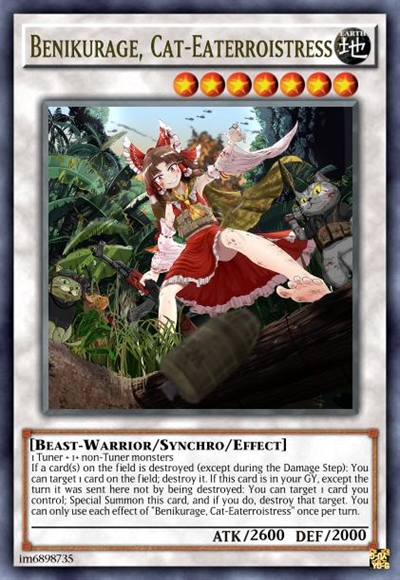 BENIKURAGE, CAT-EATERROISTRESS
EARTH
地
[BEAST-WARRIOR/SYNCHRO/EFFECT]
1 Tuner + 1+ non-Tuner monsters
If a card(s) on the field is destroyed (except during the Damage Step): You
can target 1 card on the field; destroy it. If this card is in your GY, except the
turn it was sent here not by being destroyed: You can target 1 card you
control; Special Summon this card, and if you do, destroy that target. You
can only use each effect of "Benikurage, Cat-Eaterroistress" once per turn.
ATK/2600 DEF/2000
im6898735